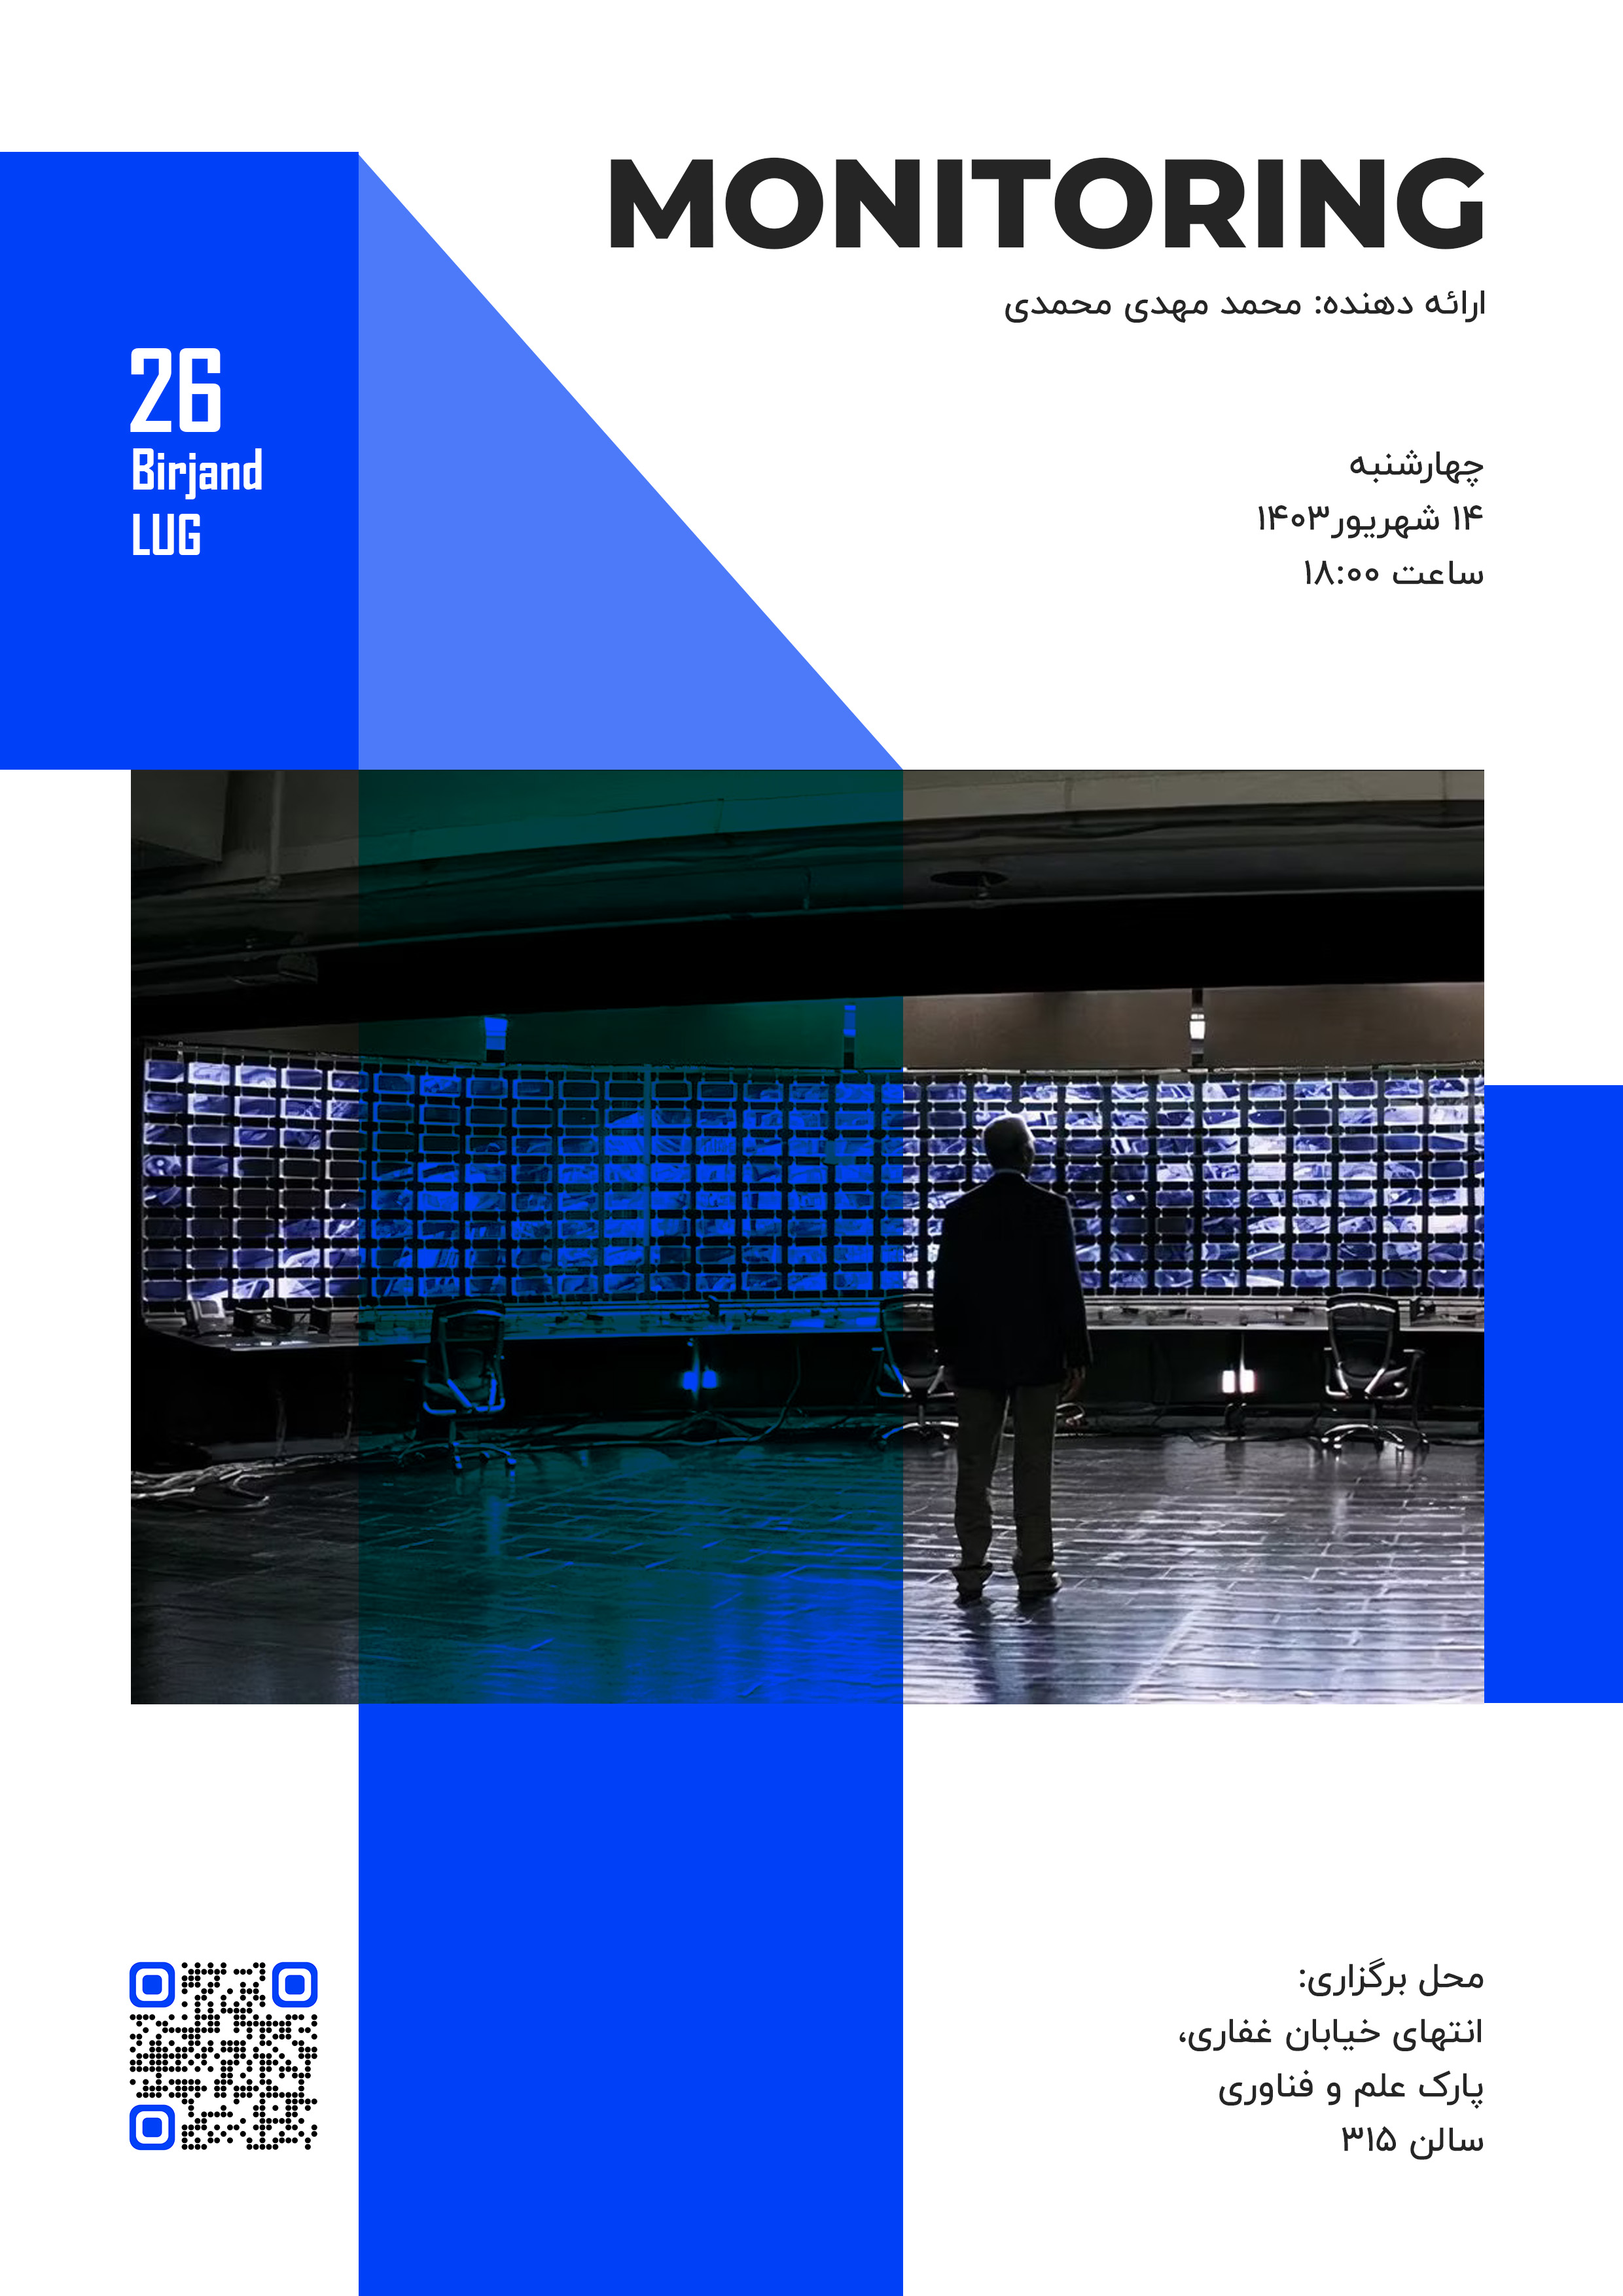 MONITORING
ارائه دهنده: محمد مهدی محمدی
26
Birjand
LUG
چهارشنبه
۱۴ شهریور۱۴۰۳
ساعت ۱۸:۰۰
محل برگزاری:
انتهای خیابان غفاری،
پارک علم و فناوری
سالن ۳۱۵